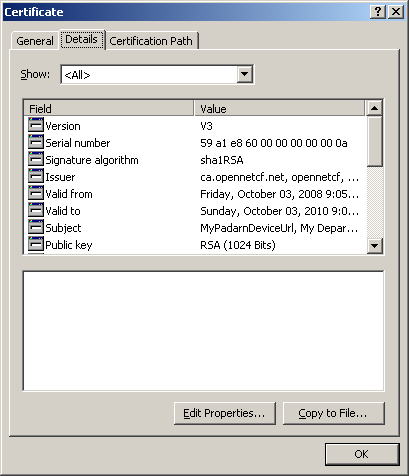 Certificate
General Details Certification Path
Show: <All>
Field Value
Version V3
Serial number 59 a1 e8 60 00 00 00 00 00 0a
Signature algorithm sha1RSA
Issuer ca.opennetcf.net, opennetcf, ...
Valid from Friday, October 03, 2008 9:05...
Valid to Sunday, October 03, 2010 9:0...
Subject MyPadarnDeviceUrl, My Depar...
Public key RSA (1024 Bits)
Edit Properties... Copy to File...
OK